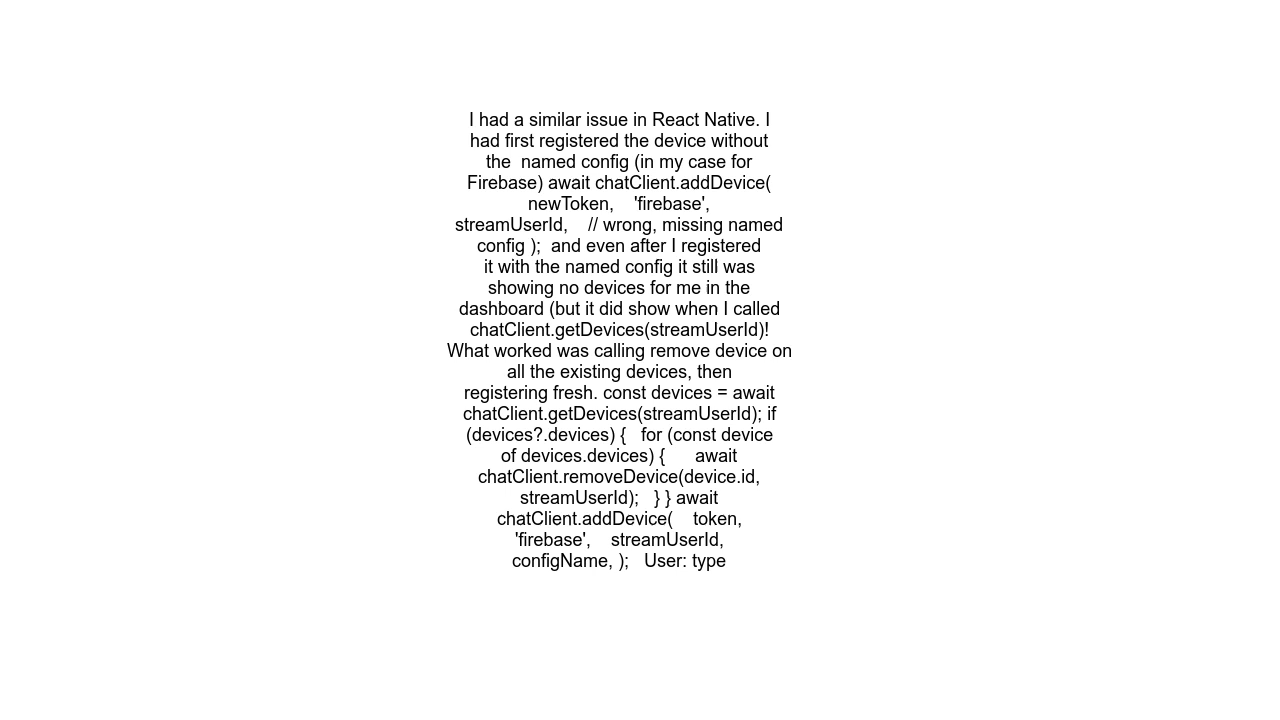 I had a similar issue in React Native. I
had first registered the device without
the  named config (in my case for
Firebase) await chatClient.addDevice(
newToken,    'firebase',
streamUserId,    // wrong, missing named
config );  and even after I registered
it with the named config it still was
showing no devices for me in the
dashboard (but it did show when I called
chatClient.getDevices(streamUserId)!
What worked was calling remove device on
all the existing devices, then
registering fresh. const devices = await
chatClient.getDevices(streamUserId); if
(devices?.devices) {   for (const device
of devices.devices) {      await
chatClient.removeDevice(device.id,
streamUserId);   } } await
chatClient.addDevice(    token,
'firebase',    streamUserId,
configName, );   User: type